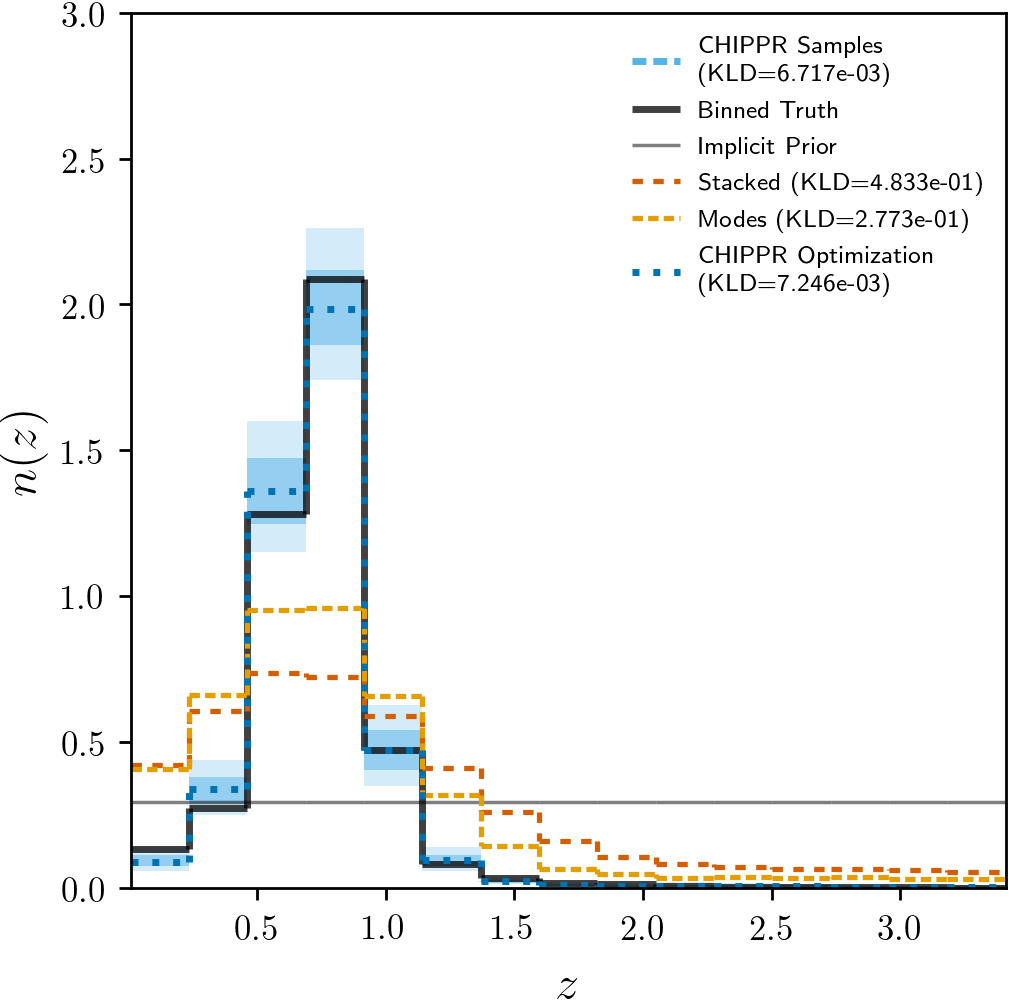 3.0
2.5
2.0
1.5
1.0
0.5
0.0
n(z)
CHIPPR Samples
(KLD=6.717e-03)
Binned Truth
Implicit Prior
Stacked (KLD=4.833e-01)
Modes (KLD=2.773e-01)
CHIPPR Optimization
(KLD=7.246e-03)
0.5 1.0 1.5 2.0 2.5 3.0
z